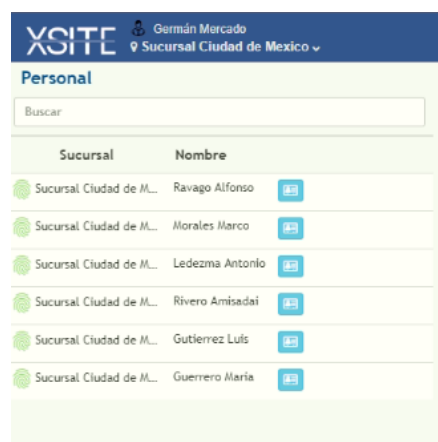 XSITE
Germán Mercado
Sucursal Ciudad de Mexico
Personal
Buscar
Sucursal Nombre
Sucursal Ciudad de M... Ravago Alfonso
Sucursal Ciudad de M... Morales Marco
Sucursal Ciudad de M... Ledezma Antonio
Sucursal Ciudad de M... Rivero Amisadai
Sucursal Ciudad de M... Gutierrez Luis
Sucursal Ciudad de M... Guerrero Maria